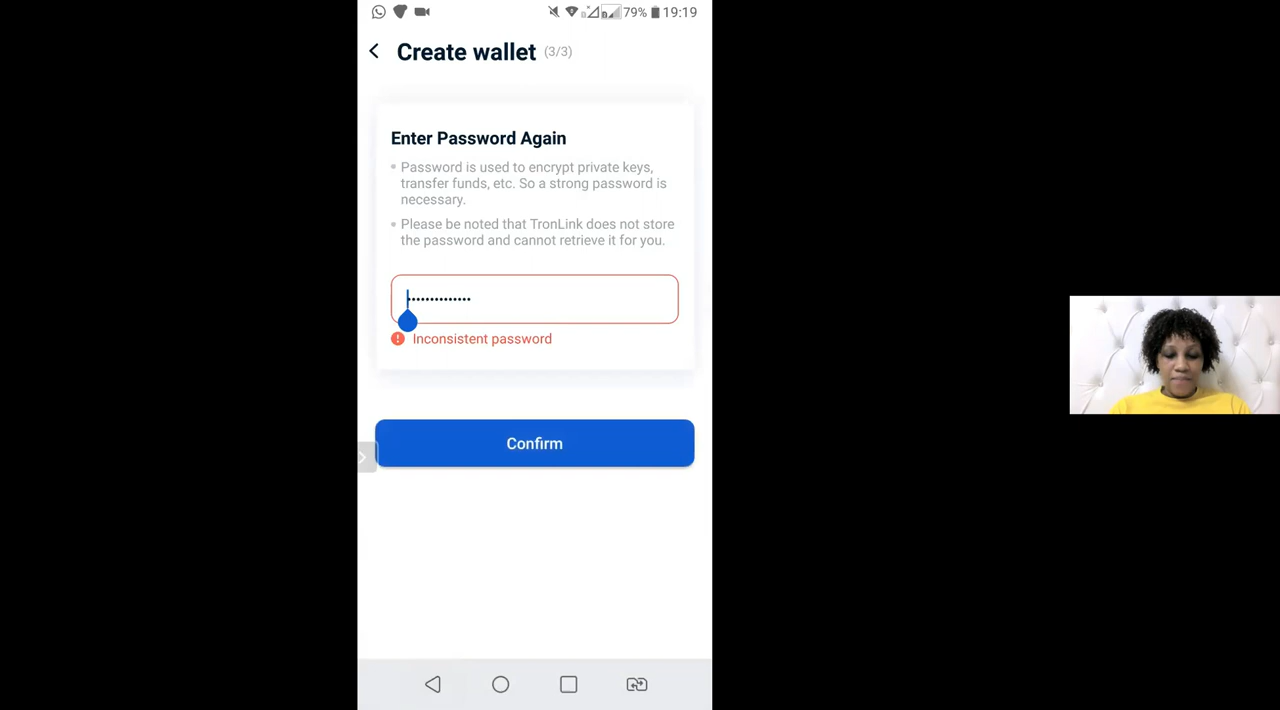 79% 19:19
Create wallet (3/3)
Enter Password Again
Password is used to encrypt private keys,
transfer funds, etc. So a strong password is
necessary.
Please be noted that TronLink does not store
the password and cannot retrieve it for you.
••••••••••••••
Inconsistent password
Confirm